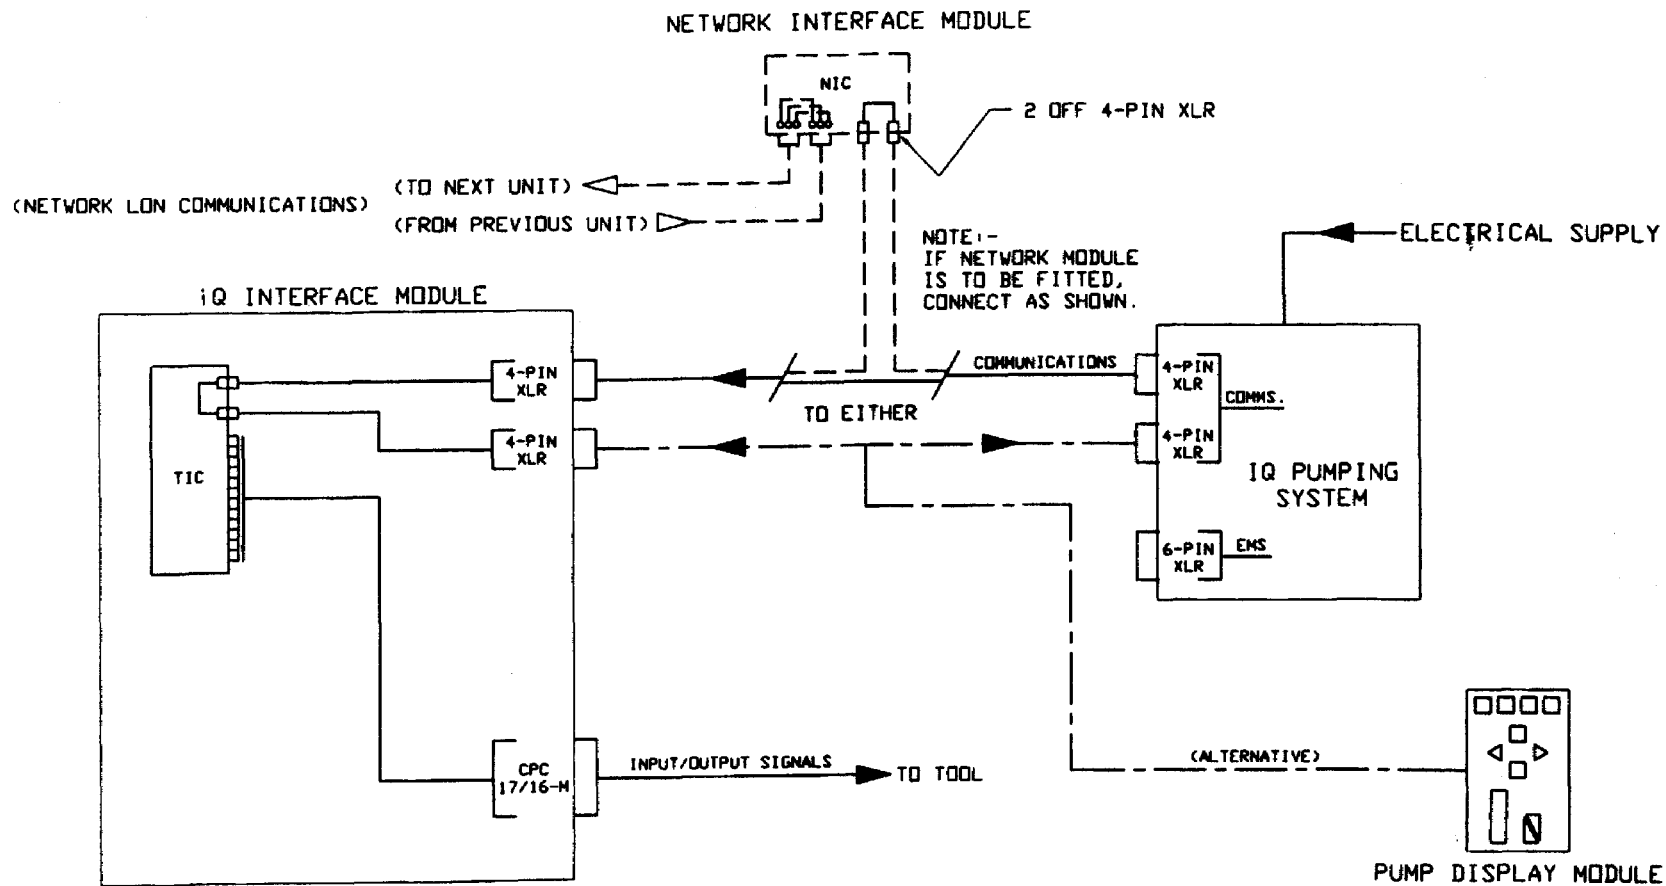 NETWORK INTERFACE MODULE
NIC
2 OFF 4-PIN XLR
(TO NEXT UNIT)
(NETWORK LON COMMUNICATIONS)
(FROM PREVIOUS UNIT)
NOTE:-
IF NETWORK MODULE
IS TO BE FITTED,
CONNECT AS SHOWN.
ELECTRICAL SUPPLY
iQ INTERFACE MODULE
4-PIN
XLR
COMMUNICATIONS
4-PIN
XLR
COMMS.
TO EITHER
4-PIN
XLR
4-PIN
XLR
TIC
IQ PUMPING
SYSTEM
6-PIN
XLR
EMS
CPC
17/16-M
INPUT/OUTPUT SIGNALS
TO TOOL
(ALTERNATIVE)
PUMP DISPLAY MODULE